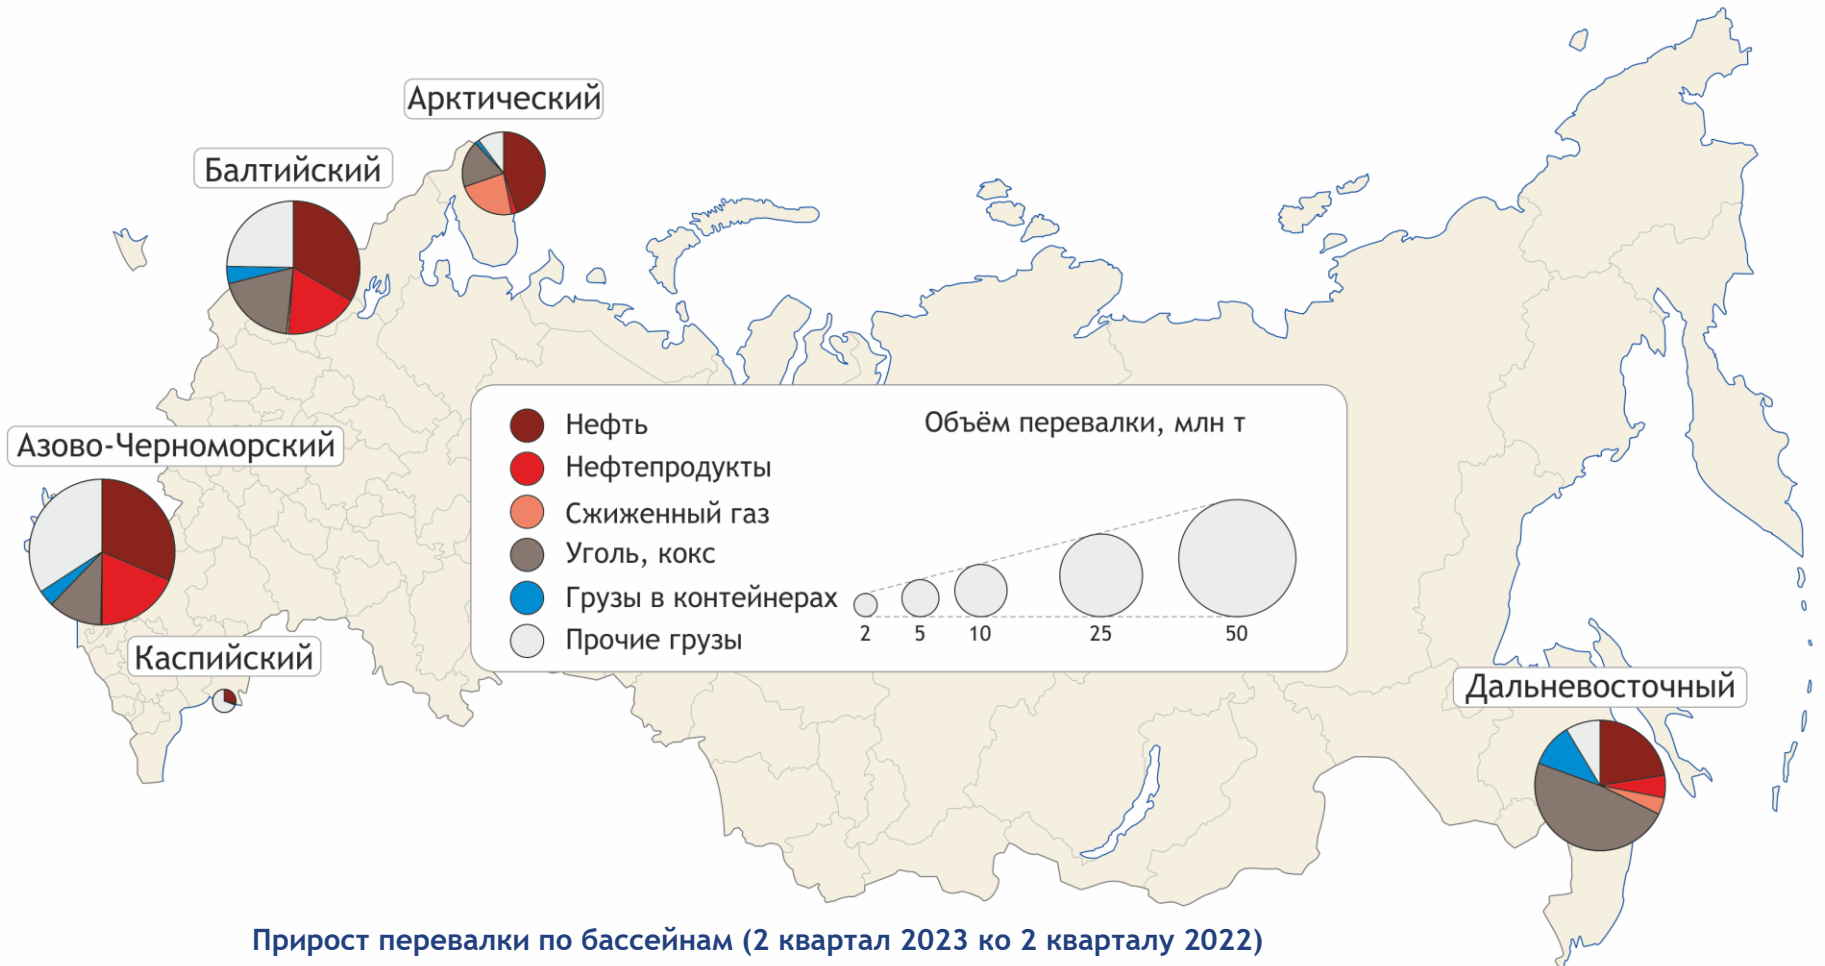 Арктический
Балтийский
Азово-Черноморский
Каспийский
Нефть
Нефтепродукты
Сжиженный газ
Уголь, кокс
Грузы в контейнерах
Прочие грузы
Объём перевалки, млн т
2 5 10 25 50
Дальневосточный
Прирост перевалки по бассейнам (2 квартал 2023 ко 2 кварталу 2022)